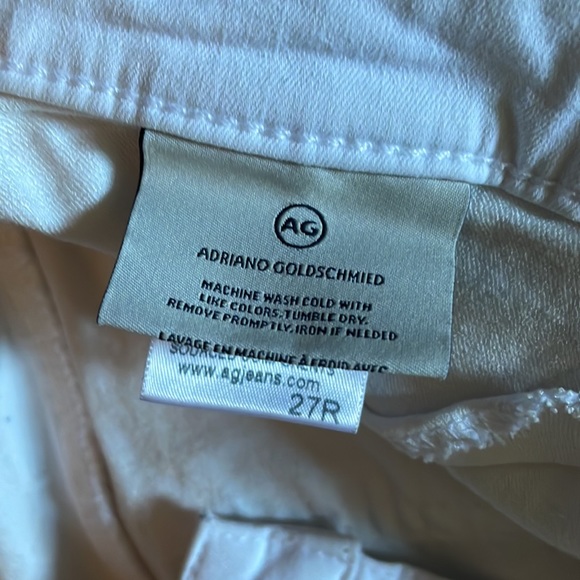 AG
ADRIANO GOLDSCHMIED
MACHINE WASH COLD WITH
LIKE COLORS.TUMBLE DRY.
REMOVE PROMPTLY.IRON IF NEEDED
LAVAGE EN MACHINE À FROID AVEC
www.agjeans.com
27R